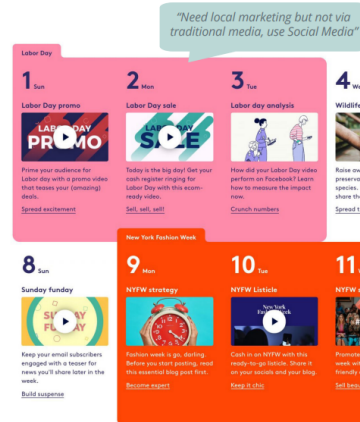 "Need local marketing but not via
traditional media, use Social Media"
Labor Day
1 Sun
Labor Day promo
LABOR DAY
PROMO
Prime your audience for
Labor day with a promo video
that teases your (amazing)
deals.
Spread excitement
2 Mon
Labor Day sale
LABOR DAY
SALE
Today is the big day! Get your
cash register ringing for
Labor Day with this ecom-
ready video.
Sell, sell, sell!
3 Tue
Labor day analysis
How did your Labor Day video
perform on Facebook? Learn
how to measure the impact
now.
Crunch numbers
4
Wildlife
Raise
species.
share
Spread
8 Sun
Sunday funday
SUNDAY
FUNDAY
Keep your email subscribers
engaged with a teaser for
news you'll share later in the
week.
Build suspense
New York Fashion Week
9 Mon
NYFW strategy
Fashion week is go, darling.
Before you start posting, read
this essential blog post first.
Become expert
10 Tue
NYFW Listicle
New York
Fashion Week
Cash in on NYFW with this
ready-to-go listicle. Share it
on your socials and your blog.
Keep it chic
11
NYFW
Promote
week
friendly
Sell